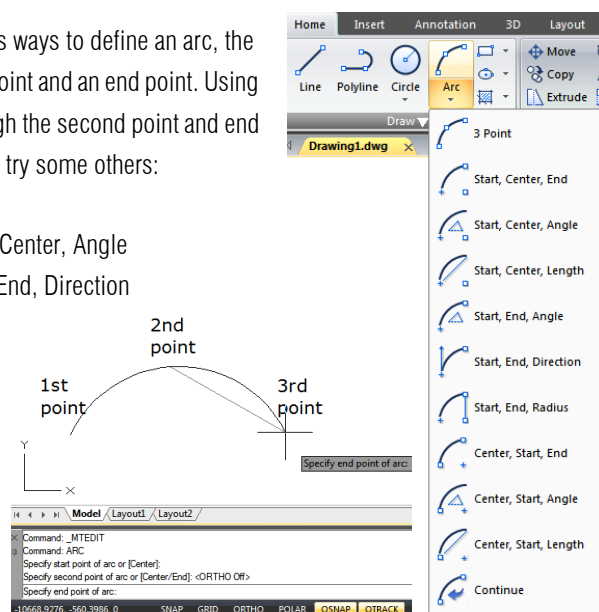 s ways to define an arc, the
oint and an end point. Using
gh the second point and end
try some others:
Center, Angle
End, Direction
Home Insert Annotation 3D Layout
Line Polyline Circle Arc
Move
Copy
Extrude
Draw
Drawing1.dwg
3 Point
Start, Center, End
Start, Center, Angle
Start, Center, Length
Start, End, Angle
Start, End, Direction
Start, End, Radius
Center, Start, End
Center, Start, Angle
Center, Start, Length
Continue
2nd
point
1st
point
3rd
point
Specify end point of arc:
Y
X
Model Layout1 Layout2
Command: _MTEDIT
Command: ARC
Specify start point of arc or [Center]:
Specify second point of arc or [Center/End]: <ORTHO Off>
Specify end point of arc:
-10668.9276, -560.3986, 0 SNAP GRID ORTHO POLAR OSNAP OTRACK